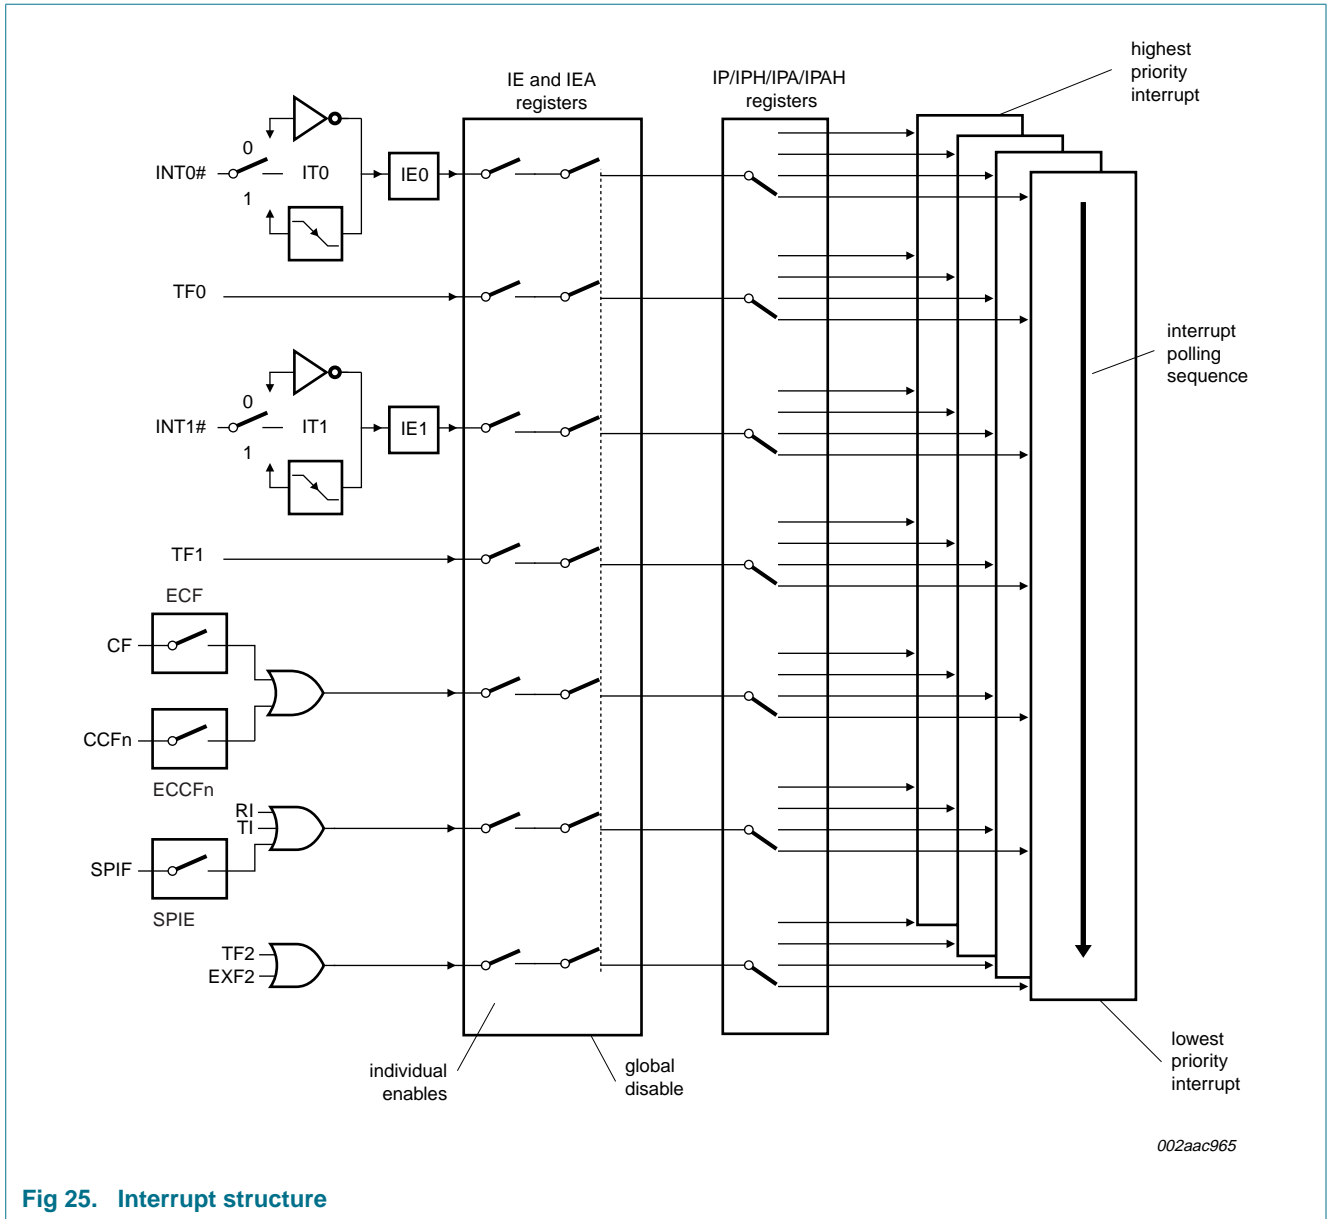 highest
priority
interrupt
IE and IEA
registers
IP/IPH/IPA/IPAH
registers
0
INT0#
IT0
IE0
1
TF0
interrupt
polling
sequence
0
INT1#
IT1
IE1
1
TF1
ECF
CF
CCFn
ECCFn
RI
TI
SPIF
SPIE
TF2
EXF2
individual
enables
global
disable
lowest
priority
interrupt
002aac965
Fig 25. Interrupt structure